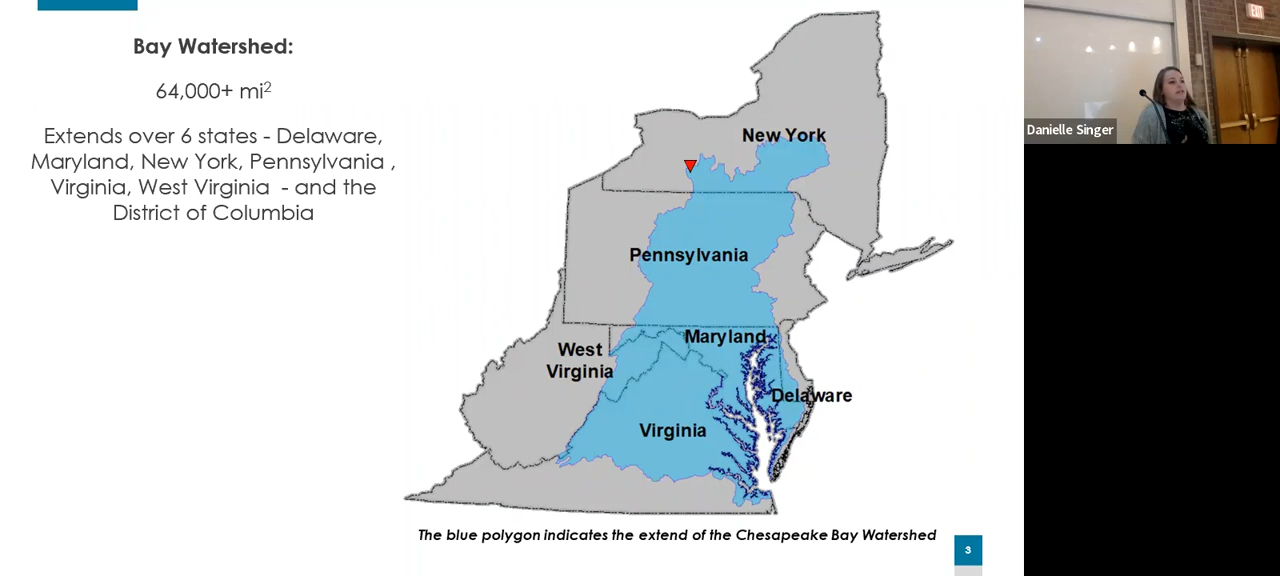 Bay Watershed:
64,000+ mi²
Extends over 6 states - Delaware,
Maryland, New York, Pennsylvania ,
Virginia, West Virginia - and the
District of Columbia
New York
Pennsylvania
Maryland
West
Virginia
Delaware
Virginia
The blue polygon indicates the extend of the Chesapeake Bay Watershed
3
EXIT
Danielle Singer